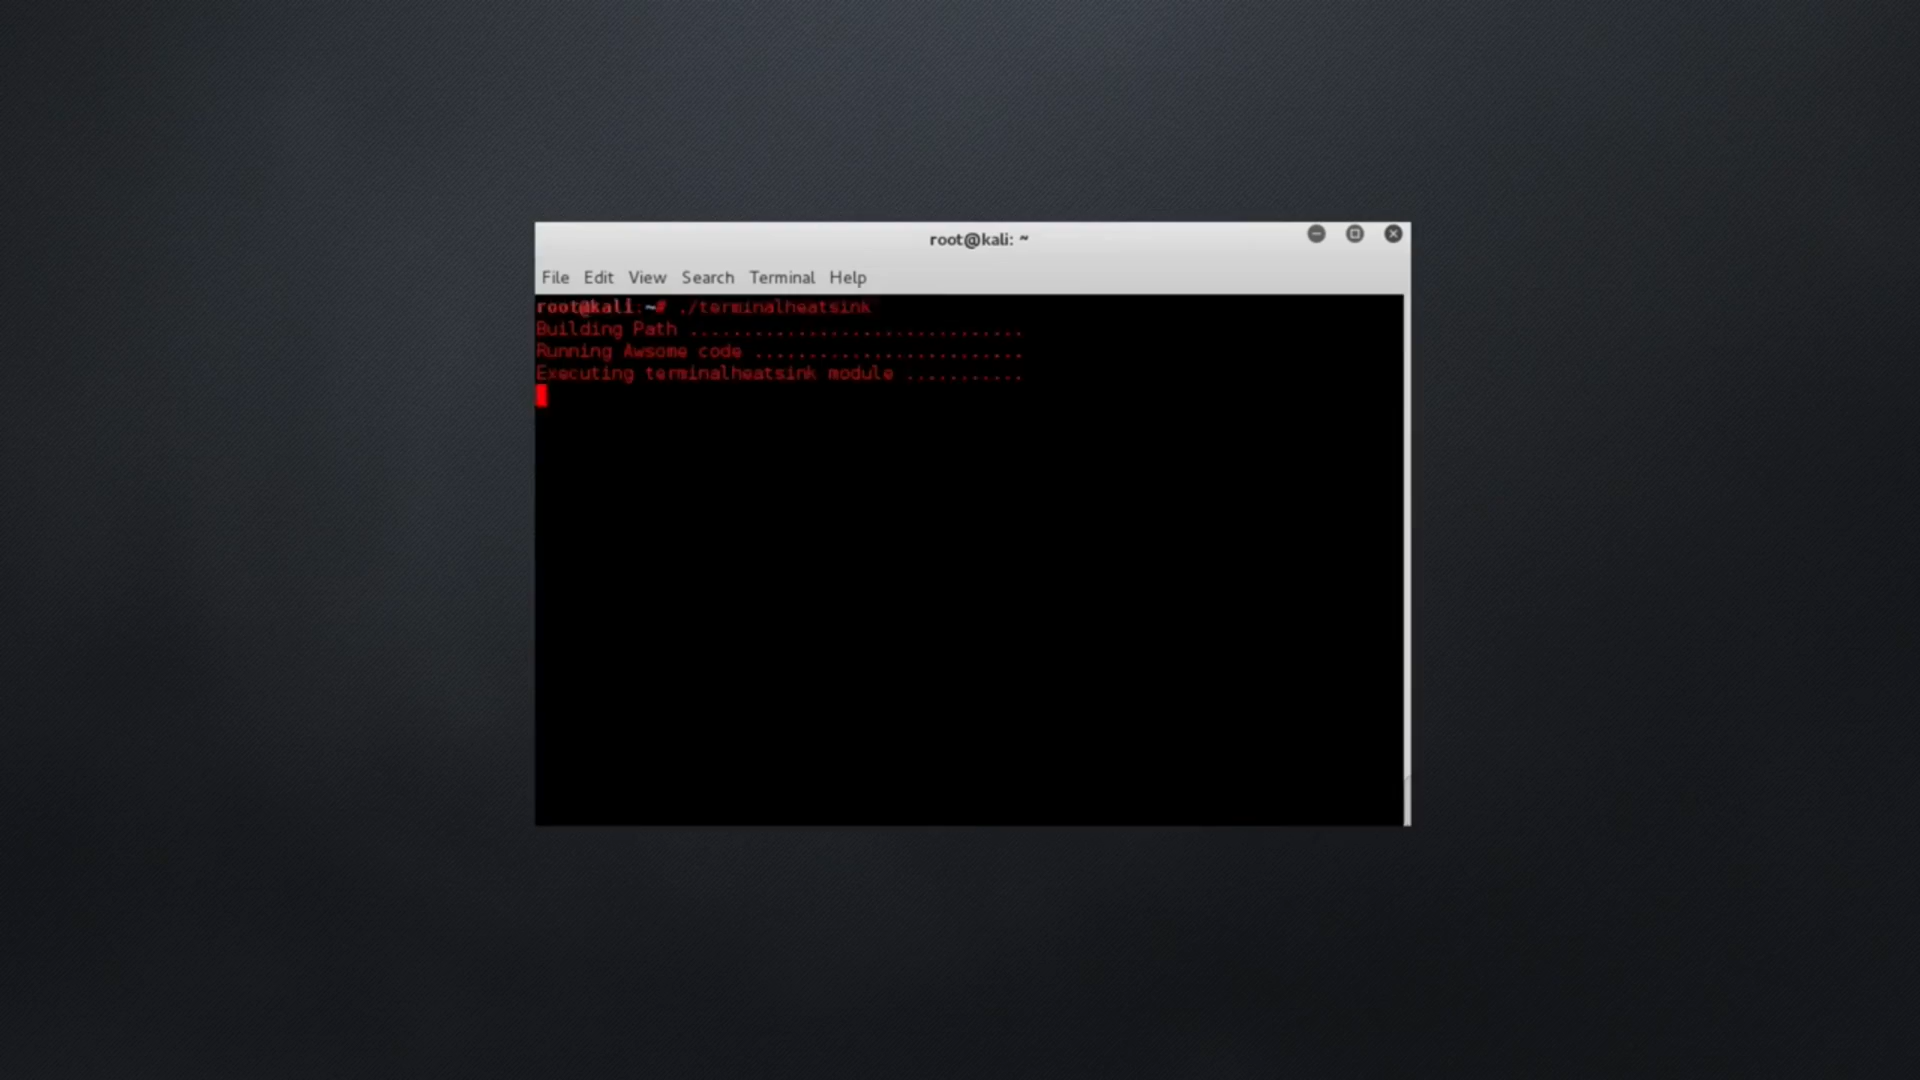 root@kali: ~
File Edit View Search Terminal Help
root@kali:~# ./terminalheatsink
Building Path ...............................
Running Awsome code .........................
Executing terminalheatsink module ...........